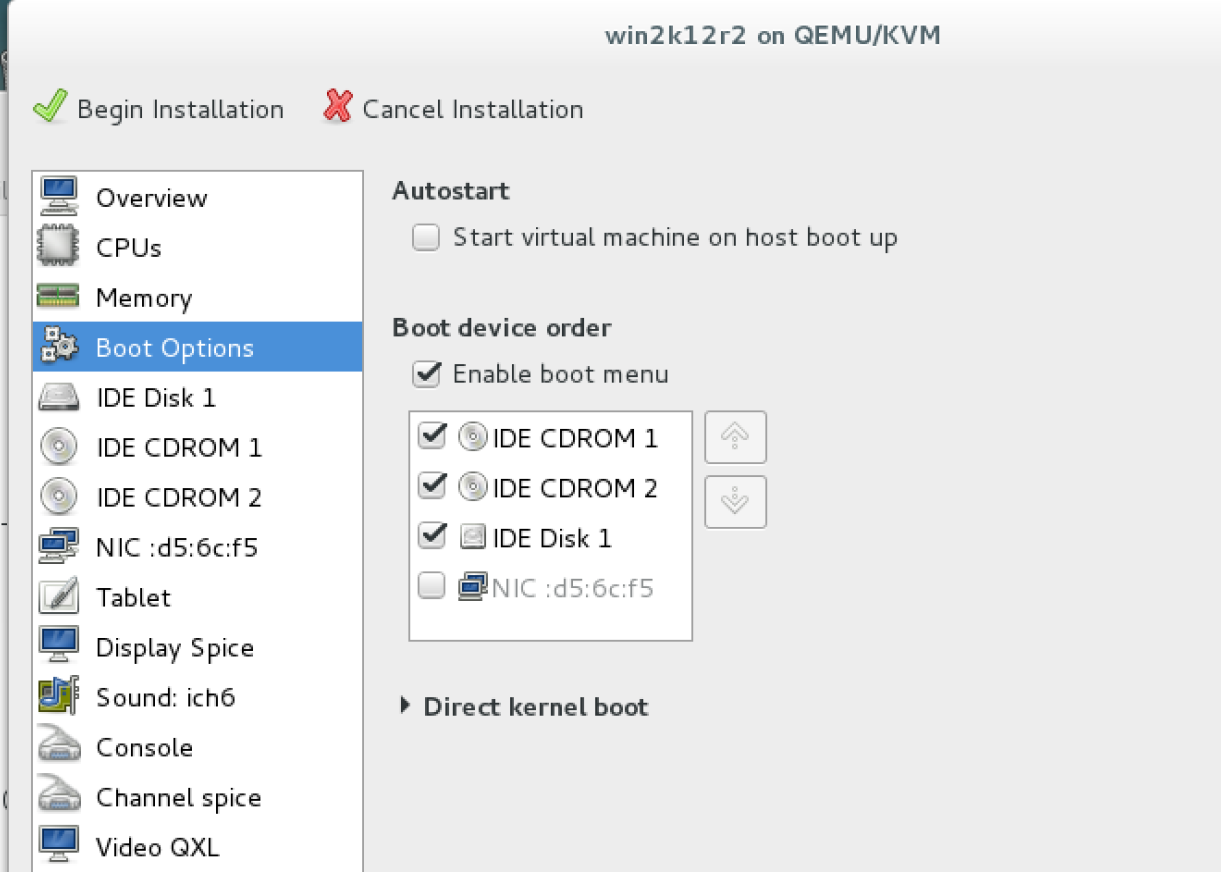 win2k12r2 on QEMU/KVM
Begin Installation
Cancel Installation
Overview
CPUs
Memory
Boot Options
IDE Disk 1
IDE CDROM 1
IDE CDROM 2
NIC :d5:6c:f5
Tablet
Display Spice
Sound: ich6
Console
Channel spice
Video QXL
Autostart
Start virtual machine on host boot up
Boot device order
Enable boot menu
IDE CDROM 1
IDE CDROM 2
IDE Disk 1
NIC :d5:6c:f5
Direct kernel boot